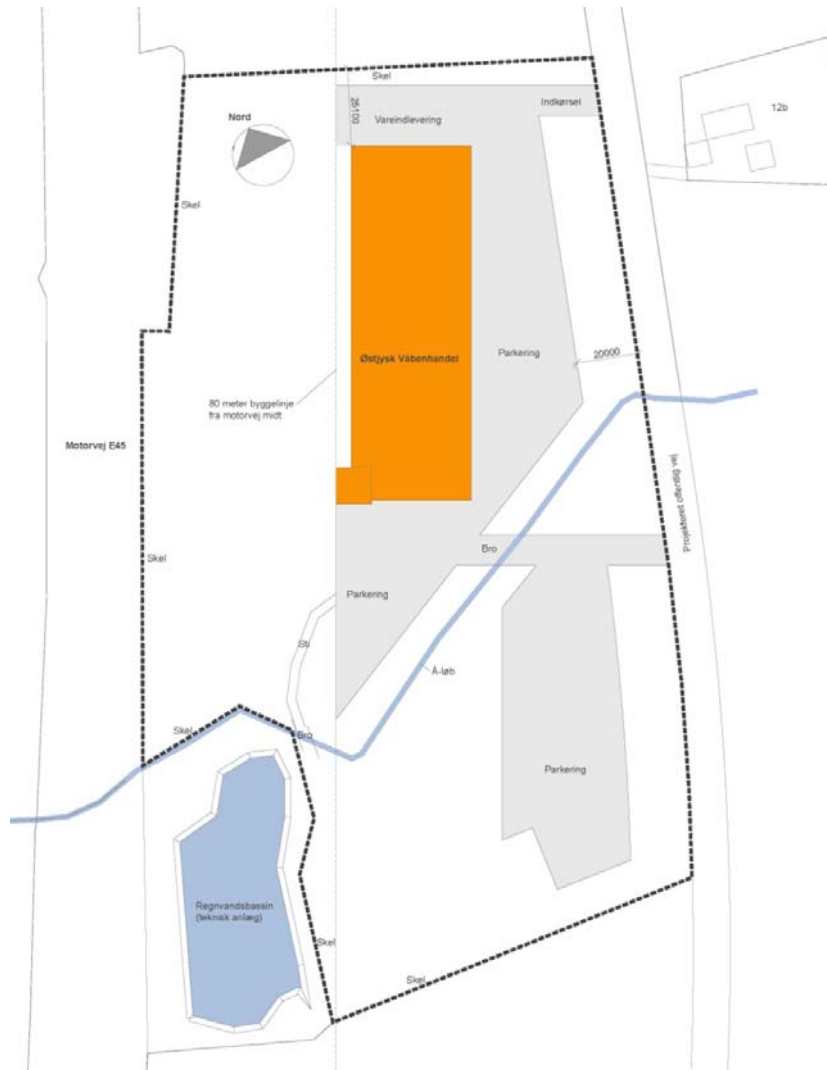 Skel
Indkørsel
12b
Vareindlevering
25100
Nord
Skel
Østjysk Våbenhandel
Parkering
20000
80 meter byggelinje
fra motorvej midt
Motorvej E45
Projekteret offentlig vej
Skel
Bro
Parkering
Sti
Å-løb
Skel
Bro
Parkering
Regnvandsbassin
(teknisk anlæg)
Skel
Skel